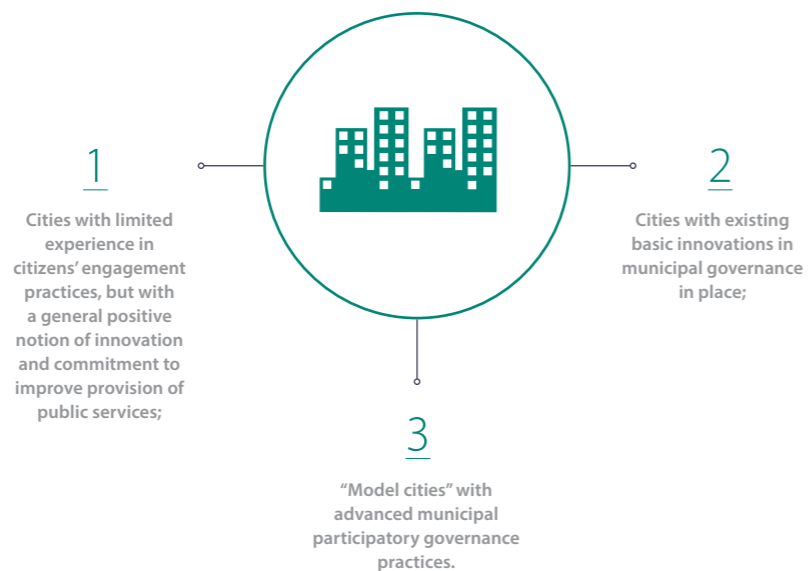 1
Cities with limited
experience in
citizens’ engagement
practices, but with
a general positive
notion of innovation
and commitment to
improve provision of
public services;
2
Cities with existing
basic innovations in
municipal governance
in place;
3
“Model cities” with
advanced municipal
participatory governance
practices.